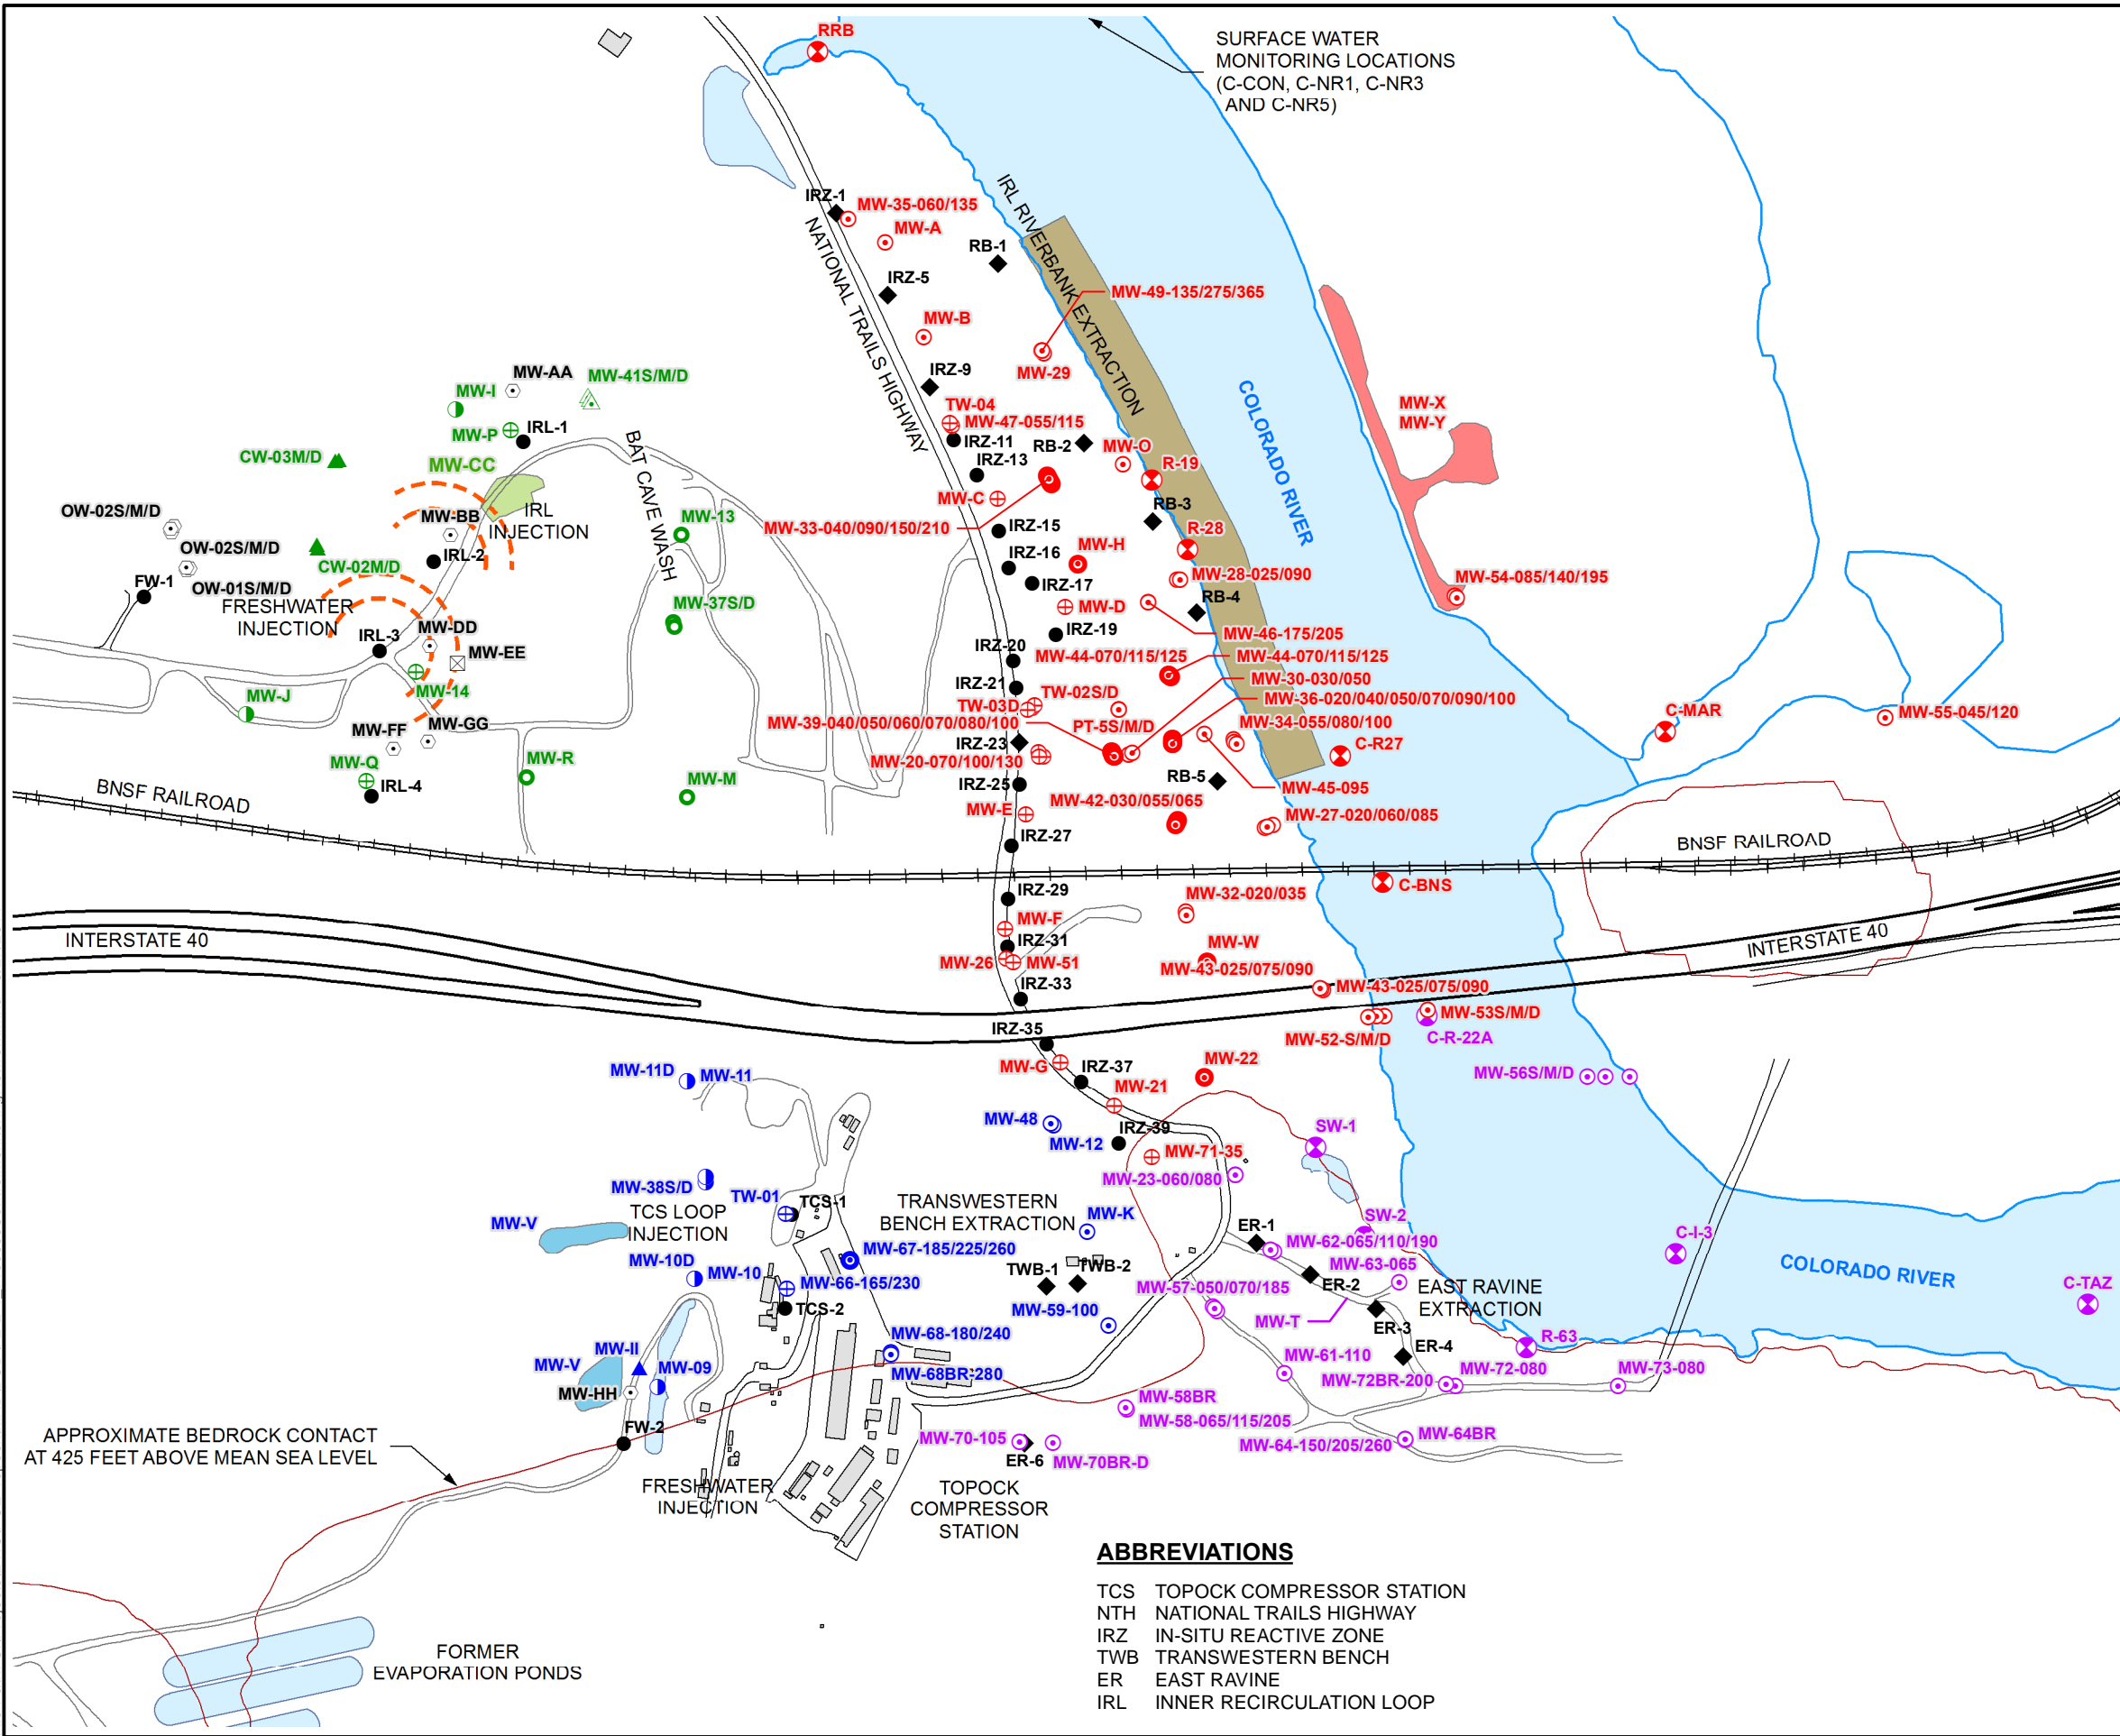 RRB
SURFACE WATER
MONITORING LOCATIONS
(C-CON, C-NR1, C-NR3
AND C-NR5)
IRZ-1
MW-35-060/135
MW-A
RB-1
IRL RIVERBANK EXTRACTION
NATIONAL TRAILS HIGHWAY
IRZ-5
MW-49-135/275/365
MW-B
MW-29
IRZ-9
COLORADO RIVER
MW-AA
MW-41S/M/D
MW-I
MW-X
MW-Y
TW-04
MW-47-055/115
MW-P
IRL-1
IRZ-11
RB-2
MW-O
CW-03M/D
MW-CC
BAT CAVE WASH
IRZ-13
R-19
MW-C
RB-3
OW-02S/M/D
MW-BB
IRL
INJECTION
MW-13
MW-33-040/090/150/210
IRZ-15
R-28
OW-02S/M/D
IRL-2
IRZ-16
MW-H
CW-02M/D
FW-1
OW-01S/M/D
IRZ-17
MW-28-025/090
MW-54-085/140/195
FRESHWATER
INJECTION
MW-37S/D
MW-D
RB-4
IRL-3
MW-DD
IRZ-19
MW-46-175/205
MW-EE
IRZ-20
MW-44-070/115/125
MW-44-070/115/125
MW-J
MW-14
IRZ-21
MW-30-030/050
TW-02S/D
TW-03D
MW-36-020/040/050/070/090/100
MW-39-040/050/060/070/080/100
PT-5S/M/D
MW-34-055/080/100
C-MAR
MW-55-045/120
MW-FF
MW-GG
IRZ-23
C-R27
MW-Q
MW-R
MW-20-070/100/130
IRL-4
MW-M
IRZ-25
RB-5
MW-45-095
BNSF RAILROAD
MW-E
MW-42-030/055/065
MW-27-020/060/085
IRZ-27
BNSF RAILROAD
IRZ-29
C-BNS
MW-32-020/035
MW-F
INTERSTATE 40
IRZ-31
MW-W
INTERSTATE 40
MW-26
MW-51
MW-43-025/075/090
IRZ-33
MW-43-025/075/090
MW-53S/M/D
IRZ-35
MW-52-S/M/D
C-R-22A
MW-11D
MW-11
MW-G
IRZ-37
MW-22
MW-56S/M/D
MW-21
MW-48
MW-12
IRZ-39
SW-1
MW-71-35
MW-38S/D
TCS LOOP
INJECTION
TW-01
TCS-1
TRANSWESTERN
BENCH EXTRACTION
MW-23-060/080
MW-V
MW-K
ER-1
SW-2
C-I-3
MW-10D
MW-10
MW-67-185/225/260
MW-62-065/110/190
MW-63-065
COLORADO RIVER
MW-66-165/230
TWB-1
TWB-2
MW-57-050/070/185
ER-2
EAST RAVINE
EXTRACTION
C-TAZ
TCS-2
MW-59-100
MW-T
ER-3
MW-68-180/240
MW-II
MW-V
MW-09
MW-68BR-280
ER-4
R-63
MW-61-110
MW-HH
MW-72BR-200
MW-72-080
MW-73-080
MW-58BR
MW-58-065/115/205
FW-2
MW-70-105
MW-64-150/205/260
MW-64BR
APPROXIMATE BEDROCK CONTACT
AT 425 FEET ABOVE MEAN SEA LEVEL
ER-6
MW-70BR-D
FRESHWATER
INJECTION
TOPOCK
COMPRESSOR
STATION
FORMER
EVAPORATION PONDS
ABBREVIATIONS
TCS TOPOCK COMPRESSOR STATION
NTH NATIONAL TRAILS HIGHWAY
IRZ IN-SITU REACTIVE ZONE
TWB TRANSWESTERN BENCH
ER EAST RAVINE
IRL INNER RECIRCULATION LOOP